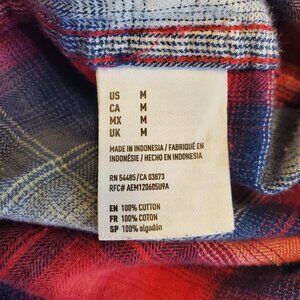 US M
CA M
MX M
UK M
MADE IN INDONESIA / FABRIQUÉ EN
INDONÉSIE / HECHO EN INDONESIA
RN 54485/CA 03873
RFC# AEM120605U9A
EN 100% COTTON
FR 100% COTON
SP 100% algodón